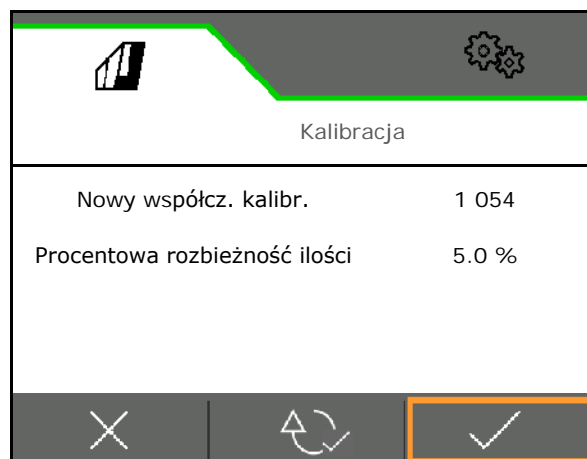 Kalibracja
Nowy współcz. kalibr. 1 054
Procentowa rozbieżność ilości 5.0 %